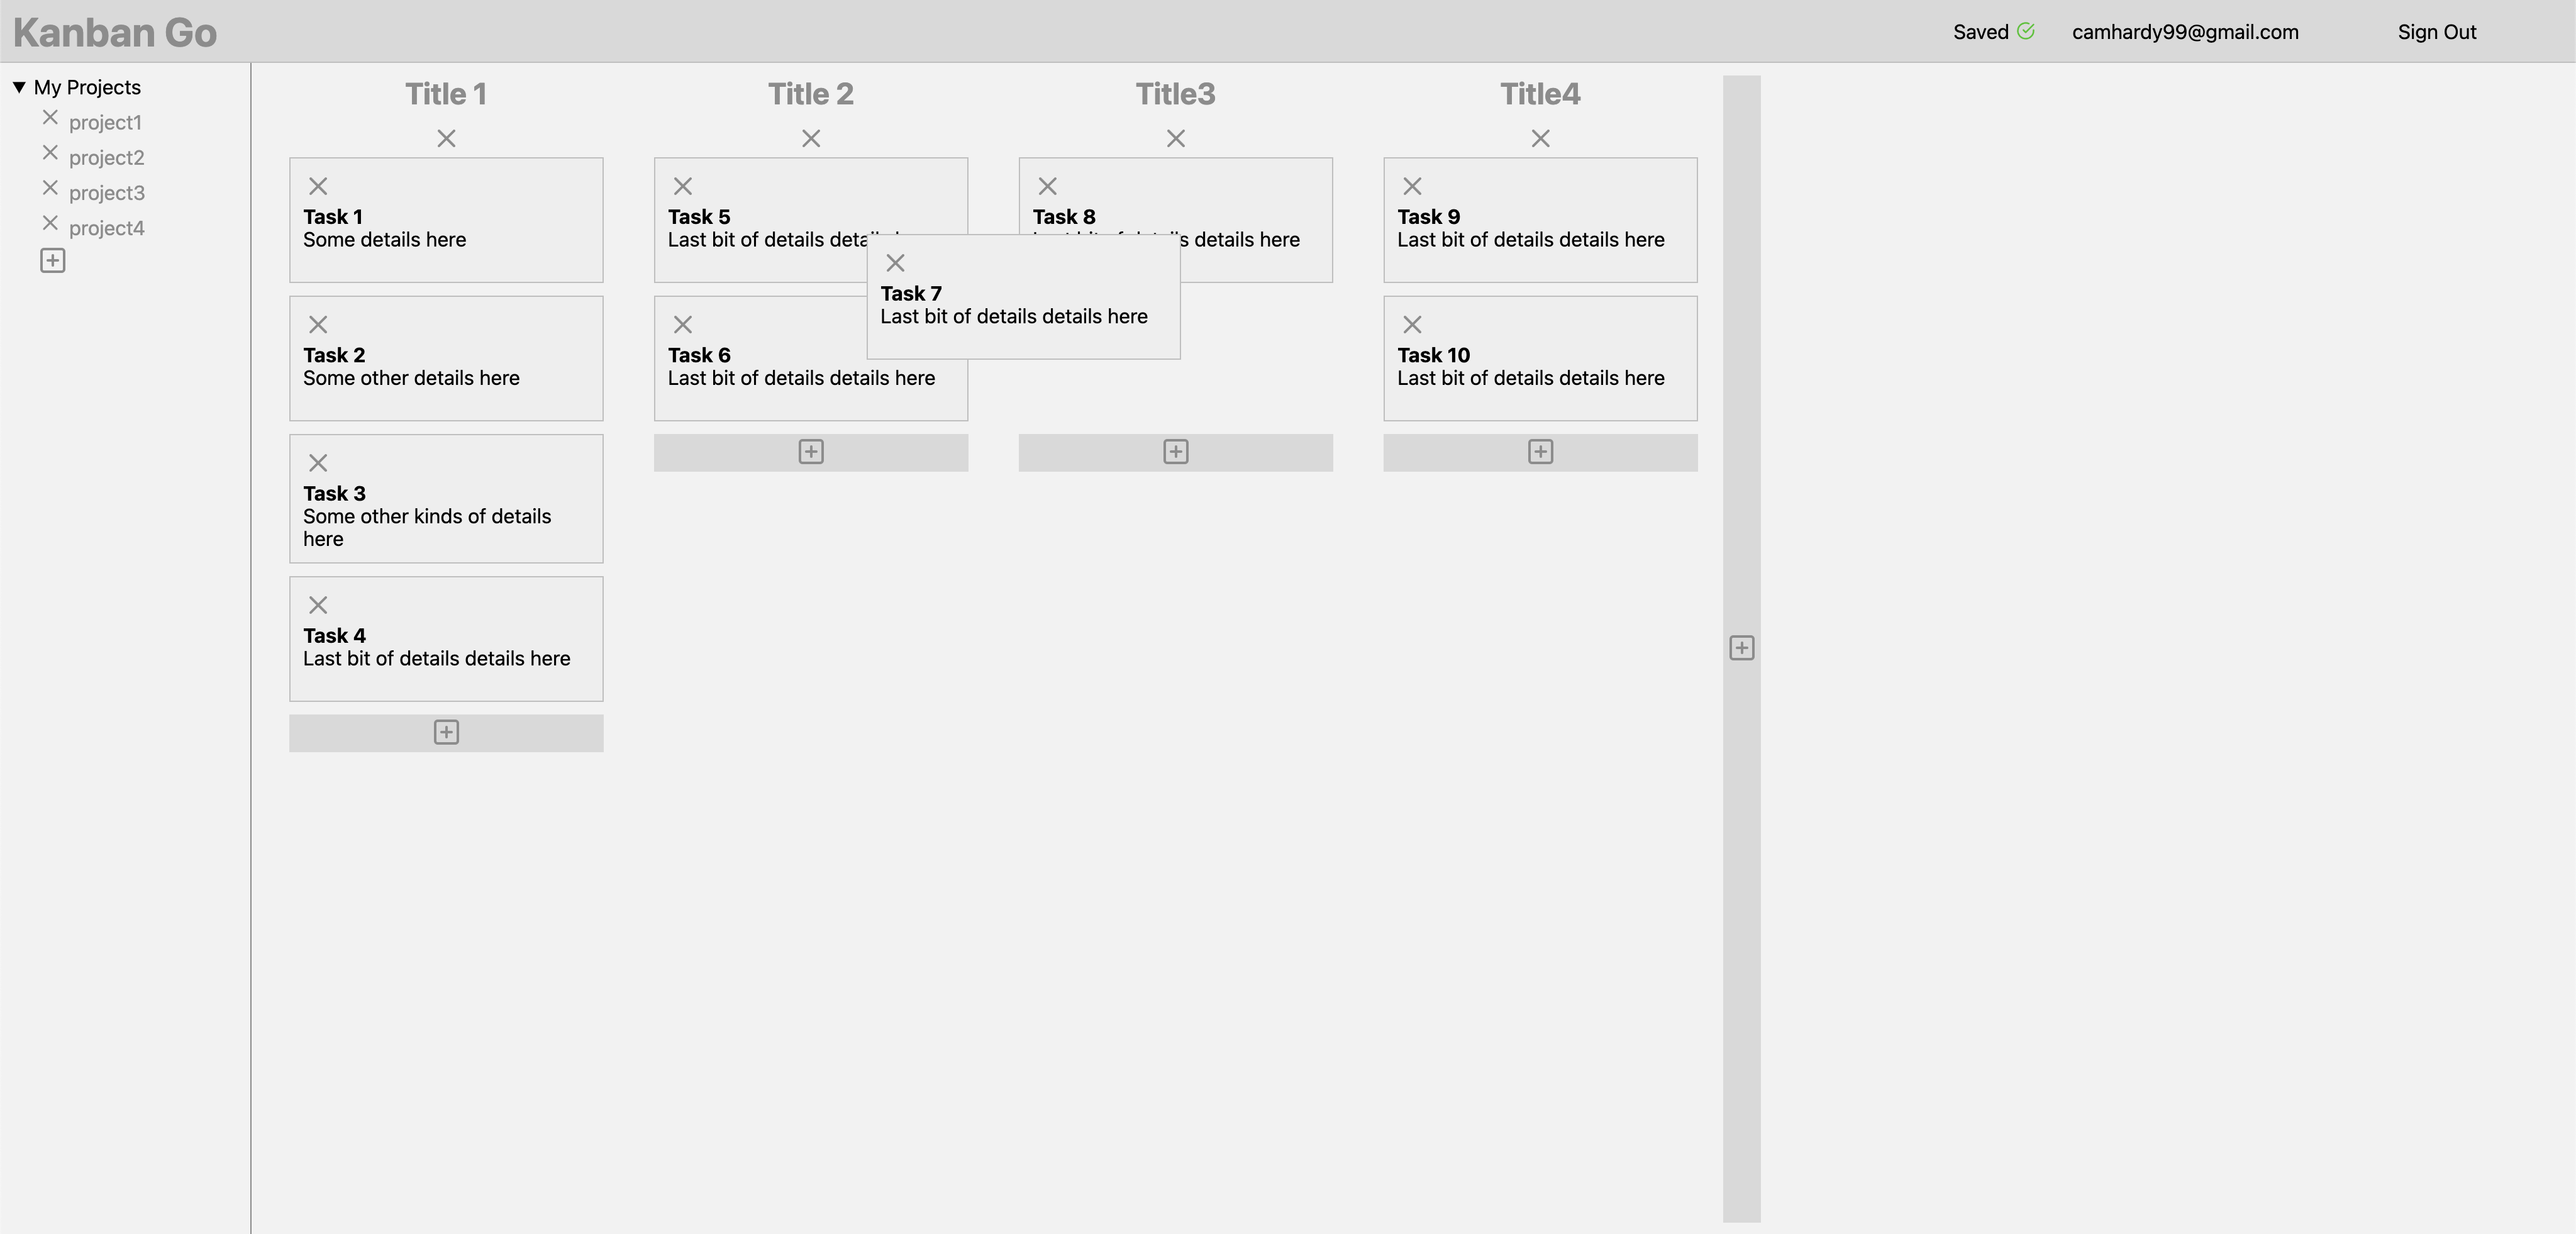 Kanban Go
Saved
camhardy99@gmail.com
Sign Out
My Projects
project1
project2
project3
project4
Title 1
Task 1
Some details here
Task 2
Some other details here
Task 3
Some other kinds of details
here
Task 4
Last bit of details details here
Title 2
Task 5
Last bit of details
Task 6
Last bit of details details here
Task 7
Last bit of details details here
Title3
Task 8
details here
Title4
Task 9
Last bit of details details here
Task 10
Last bit of details details here